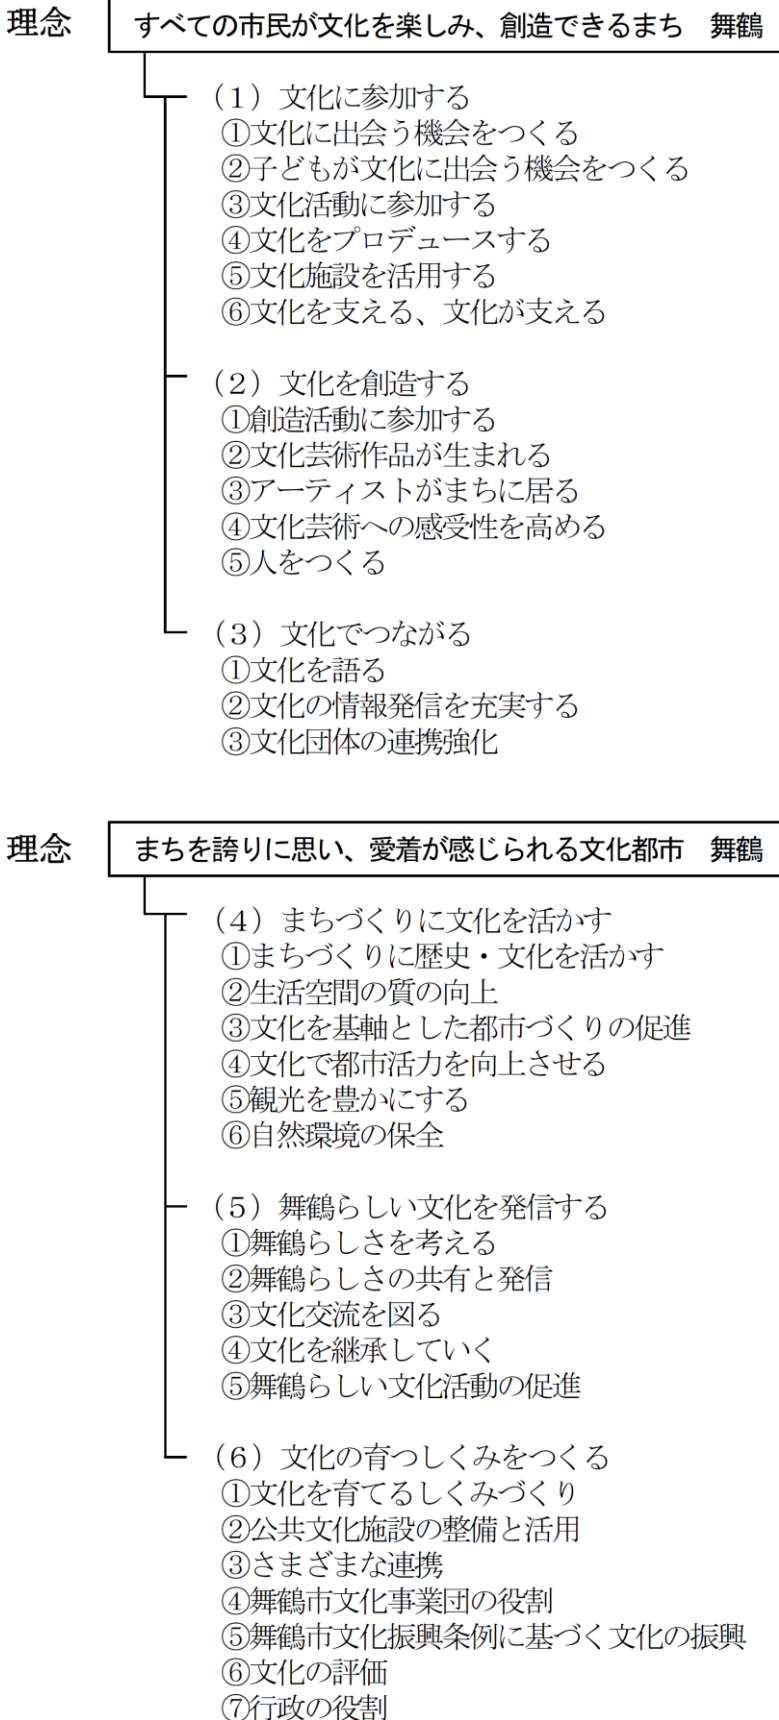 理念　すべての市民が文化を楽しみ、創造できるまち　舞鶴
（１）文化に参加する
①文化に出会う機会をつくる
②子どもが文化に出会う機会をつくる
③文化活動に参加する
④文化をプロデュースする
⑤文化施設を活用する
⑥文化を支える、文化が支える
（２）文化を創造する
①創造活動に参加する
②文化芸術作品が生まれる
③アーティストがまちに居る
④文化芸術への感受性を高める
⑤人をつくる
（３）文化でつながる
①文化を語る
②文化の情報発信を充実する
③文化団体の連携強化
理念　まちを誇りに思い、愛着が感じられる文化都市　舞鶴
（４）まちづくりに文化を活かす
①まちづくりに歴史・文化を活かす
②生活空間の質の向上
③文化を基軸とした都市づくりの促進
④文化で都市活力を向上させる
⑤観光を豊かにする
⑥自然環境の保全
（５）舞鶴らしい文化を発信する
①舞鶴らしさを考える
②舞鶴らしさの共有と発信
③文化交流を図る
④文化を継承していく
⑤舞鶴らしい文化活動の促進
（６）文化の育つしくみをつくる
①文化を育てるしくみづくり
②公共文化施設の整備と活用
③さまざまな連携
④舞鶴市文化事業団の役割
⑤舞鶴市文化振興条例に基づく文化の振興
⑥文化の評価
⑦行政の役割